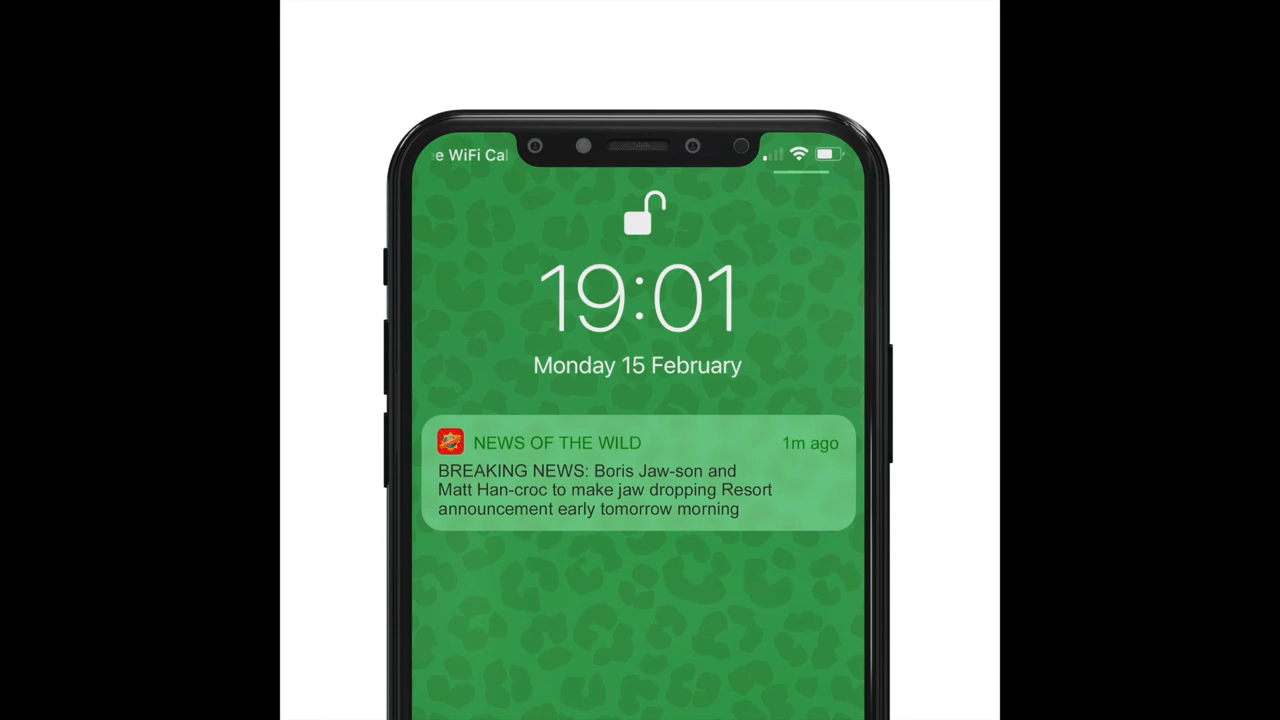 e WiFi Cal
19:01
Monday 15 February
NEWS OF THE WILD 1m ago
BREAKING NEWS: Boris Jaw-son and
Matt Han-croc to make jaw dropping Resort
announcement early tomorrow morning